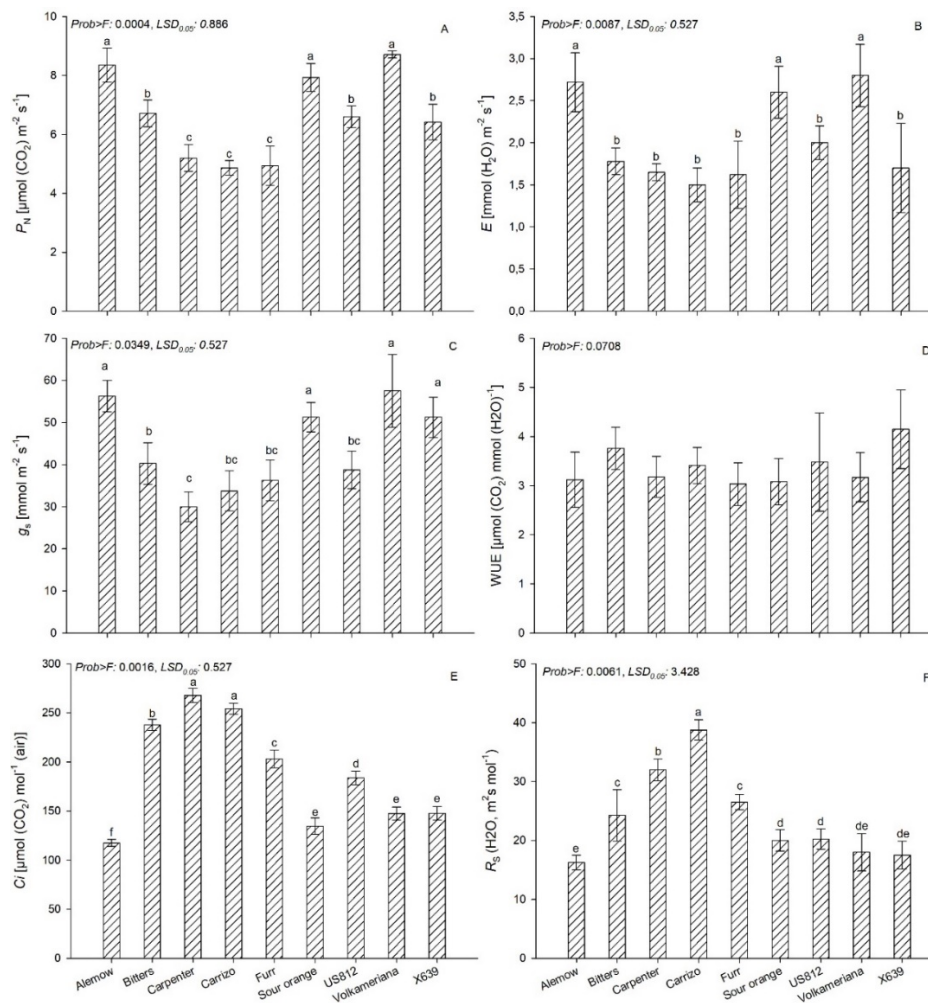 Prob>F: 0.0004, LSD0.05: 0.886
A
a
b
c
c
c
a
b
a
b
10
8
6
4
2
0
PN [µmol (CO2) m-2 s-1)
Prob>F: 0.0087, LSD0.05: 0.527
B
a
b
b
b
b
a
b
a
b
3,5
3,0
2,5
2,0
1,5
1,0
0,5
0,0
E [mmol (H2O) m-2 s-1)
Prob>F: 0.0349, LSD0.05: 0.527
C
a
b
c
bc
bc
a
bc
a
a
70
60
50
40
30
20
10
0
gs [mmol m-2 s-1)
Prob>F: 0.0708
D
6
5
4
3
2
1
0
WUE [µmol (CO2) mmol (H2O)-1]
Prob>F: 0.0016, LSD0.05: 0.527
E
f
b
a
a
c
e
d
e
e
300
250
200
150
100
50
0
Ci [µmol (CO2) mol-1 (air)]
Alemow
Bitters
Carpenter
Carrizo
Furr
Sour orange
US812
Volkameriana
X639
Prob>F: 0.0061, LSD0.05: 3.428
F
e
c
b
a
c
d
d
de
de
50
40
30
20
10
0
RS (H2O, m2s mol-1)
Alemow
Bitters
Carpenter
Carrizo
Furr
Sour orange
US812
Volkameriana
X639